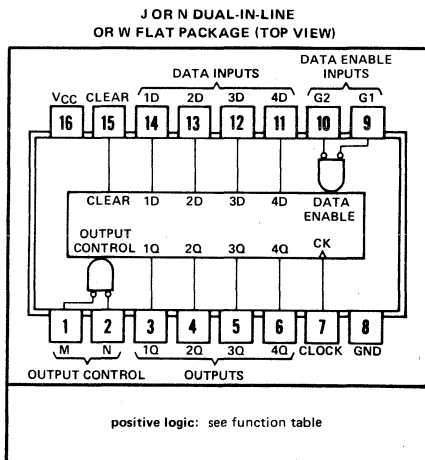 J OR N DUAL-IN-LINE
OR W FLAT PACKAGE (TOP VIEW)
DATA ENABLE
DATA INPUTS INPUTS
VCC CLEAR 1D 2D 3D 4D G2 G1
16 15 14 13 12 11 10 9
CLEAR 1D 2D 3D 4D DATA
ENABLE
OUTPUT
CONTROL 1Q 2Q 3Q 4Q CK
1 2 3 4 5 6 7 8
M N 1Q 2Q 3Q 4Q CLOCK GND
OUTPUT CONTROL OUTPUTS
positive logic: see function table